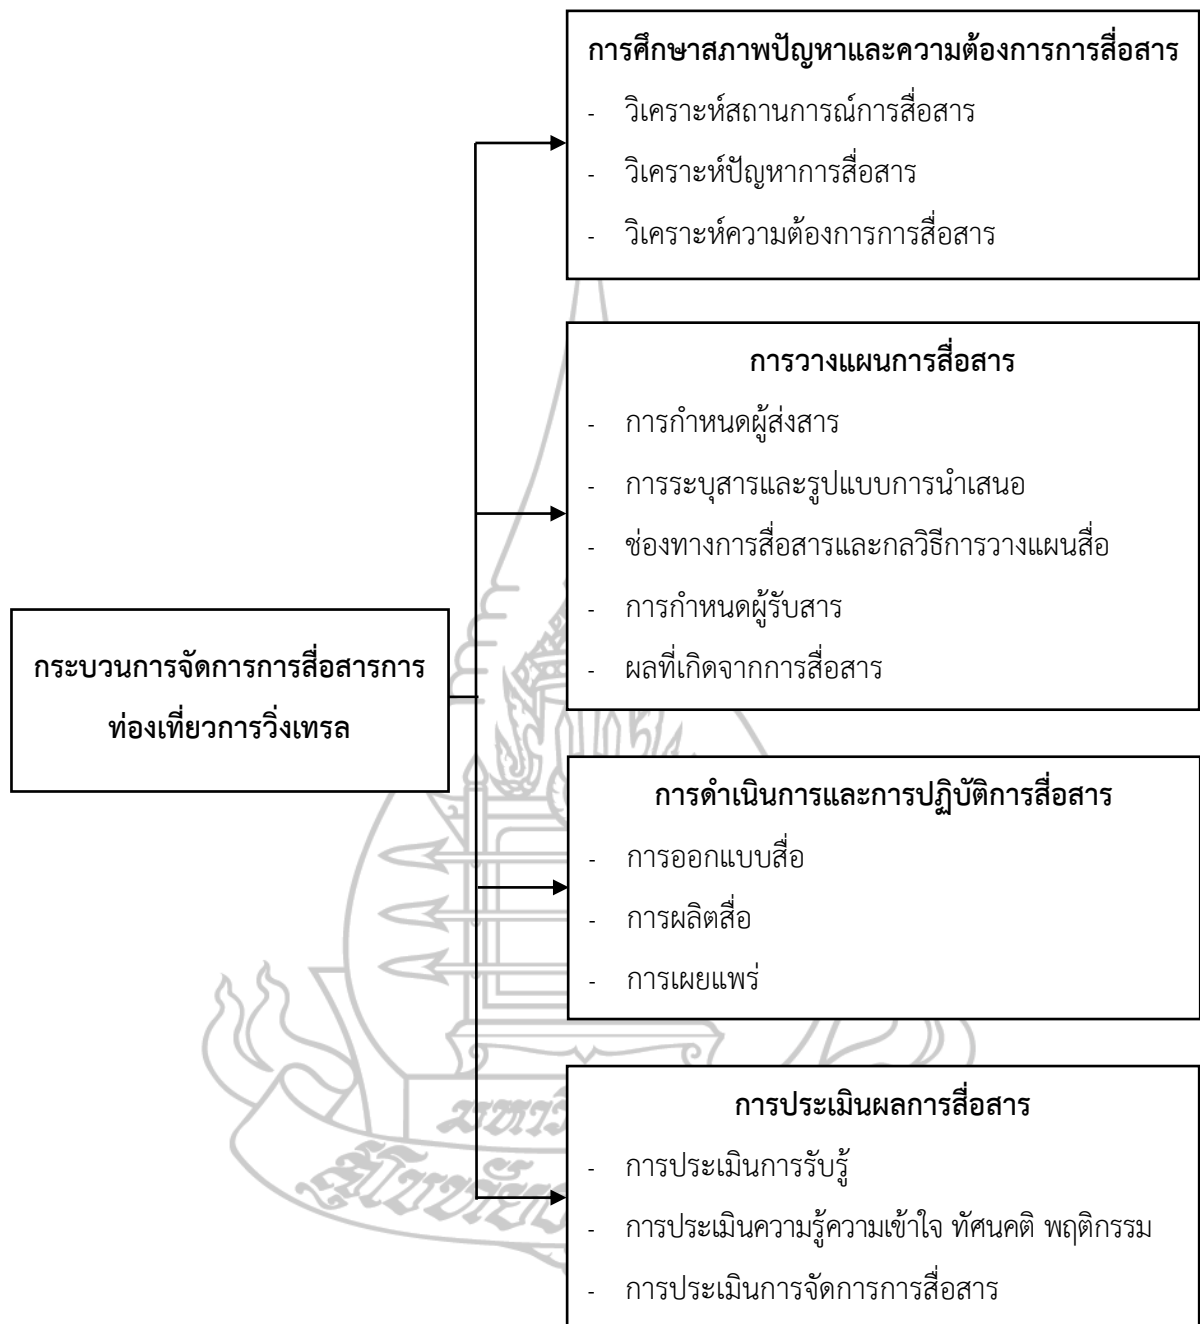 การศึกษาสภาพปัญหาและความต้องการการสื่อสาร
- วิเคราะห์สถานการณ์การสื่อสาร
- วิเคราะห์ปัญหาการสื่อสาร
- วิเคราะห์ความต้องการการสื่อสาร
การวางแผนการสื่อสาร
- การกำหนดผู้ส่งสาร
- การระบุสารและรูปแบบการนำเสนอ
- ช่องทางการสื่อสารและกลวิธีการวางแผนสื่อ
- การกำหนดผู้รับสาร
- ผลที่เกิดจากการสื่อสาร
กระบวนการจัดการการสื่อสารการ
ท่องเที่ยวการวิ่งเทรล
การดำเนินการและการปฏิบัติการสื่อสาร
- การออกแบบสื่อ
- การผลิตสื่อ
- การเผยแพร่
การประเมินผลการสื่อสาร
- การประเมินการรับรู้
- การประเมินความรู้ความเข้าใจ ทัศนคติ พฤติกรรม
- การประเมินการจัดการการสื่อสาร